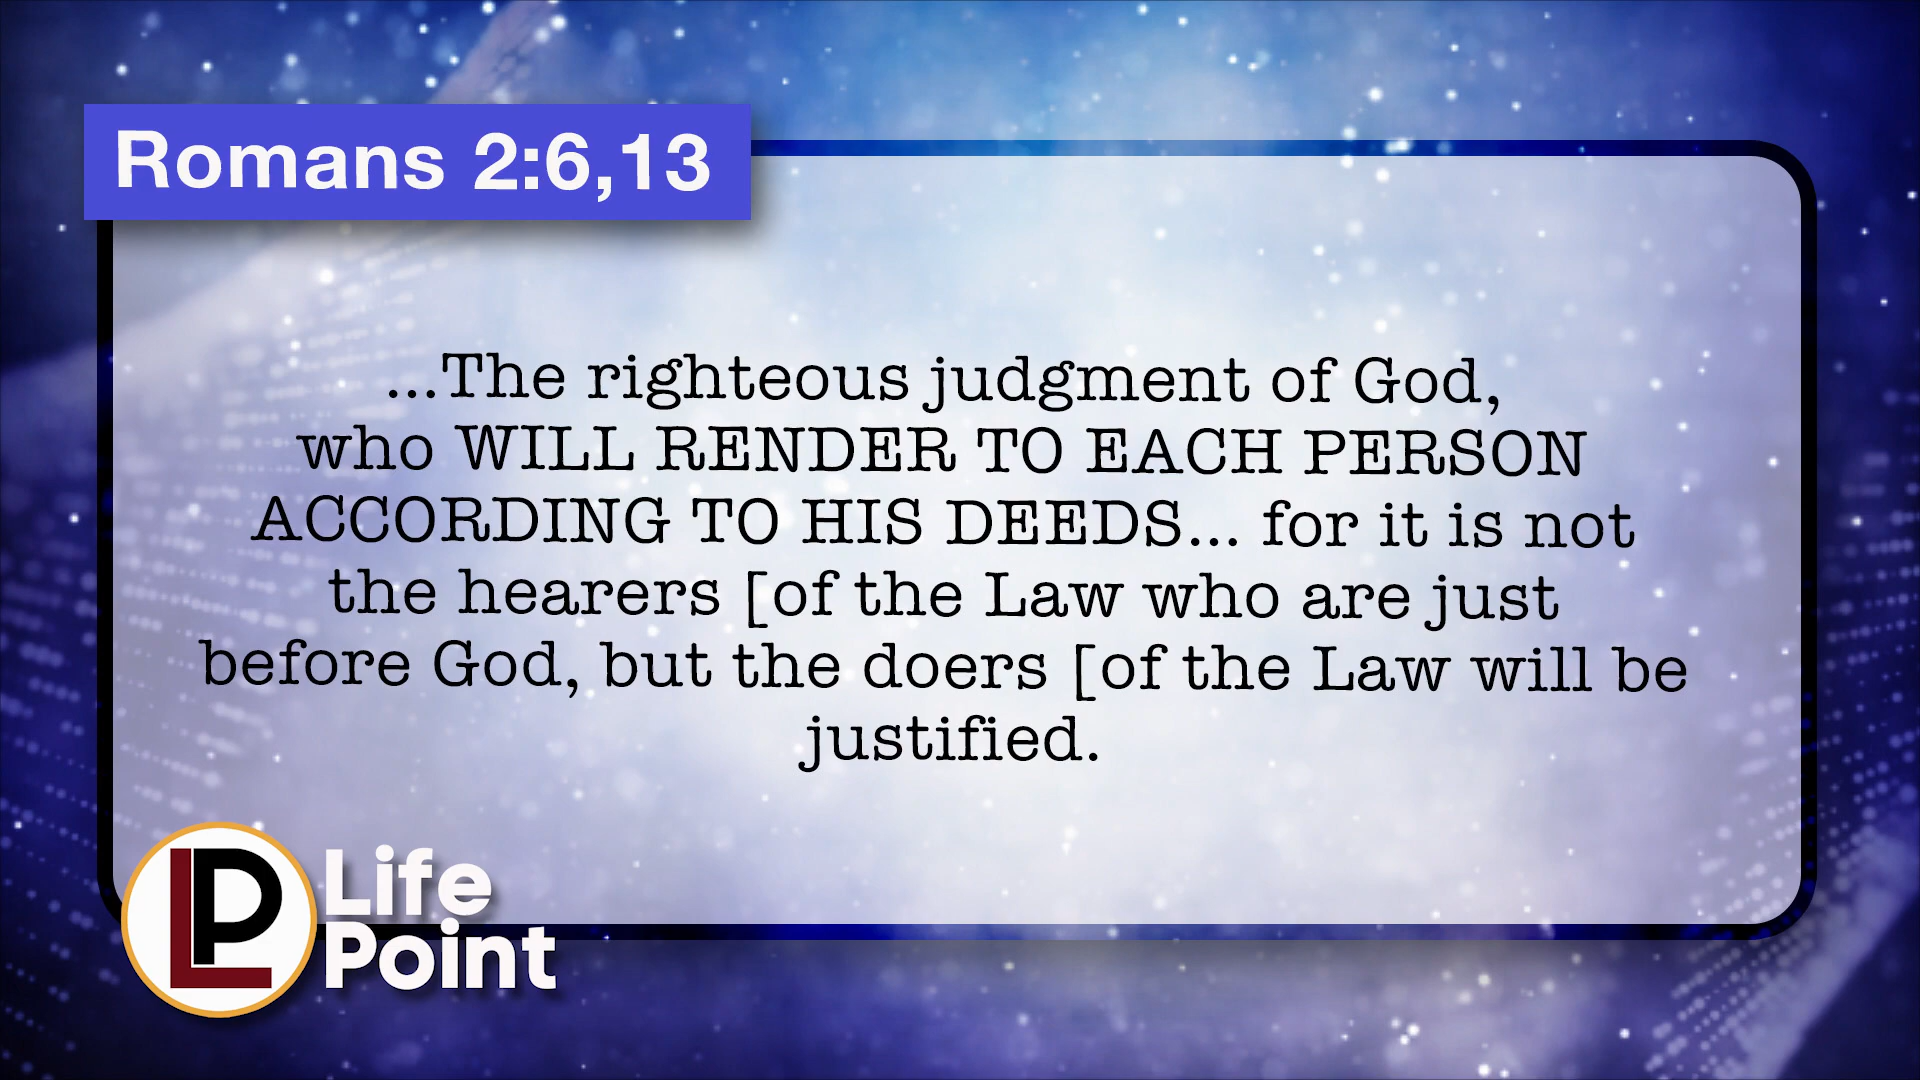 Romans 2:6,13
...The righteous judgment of God,
who WILL RENDER TO EACH PERSON
ACCORDING TO HIS DEEDS... for it is not
the hearers [of the Law who are just
before God, but the doers [of the Law will be
justified.
LP
Life
Point